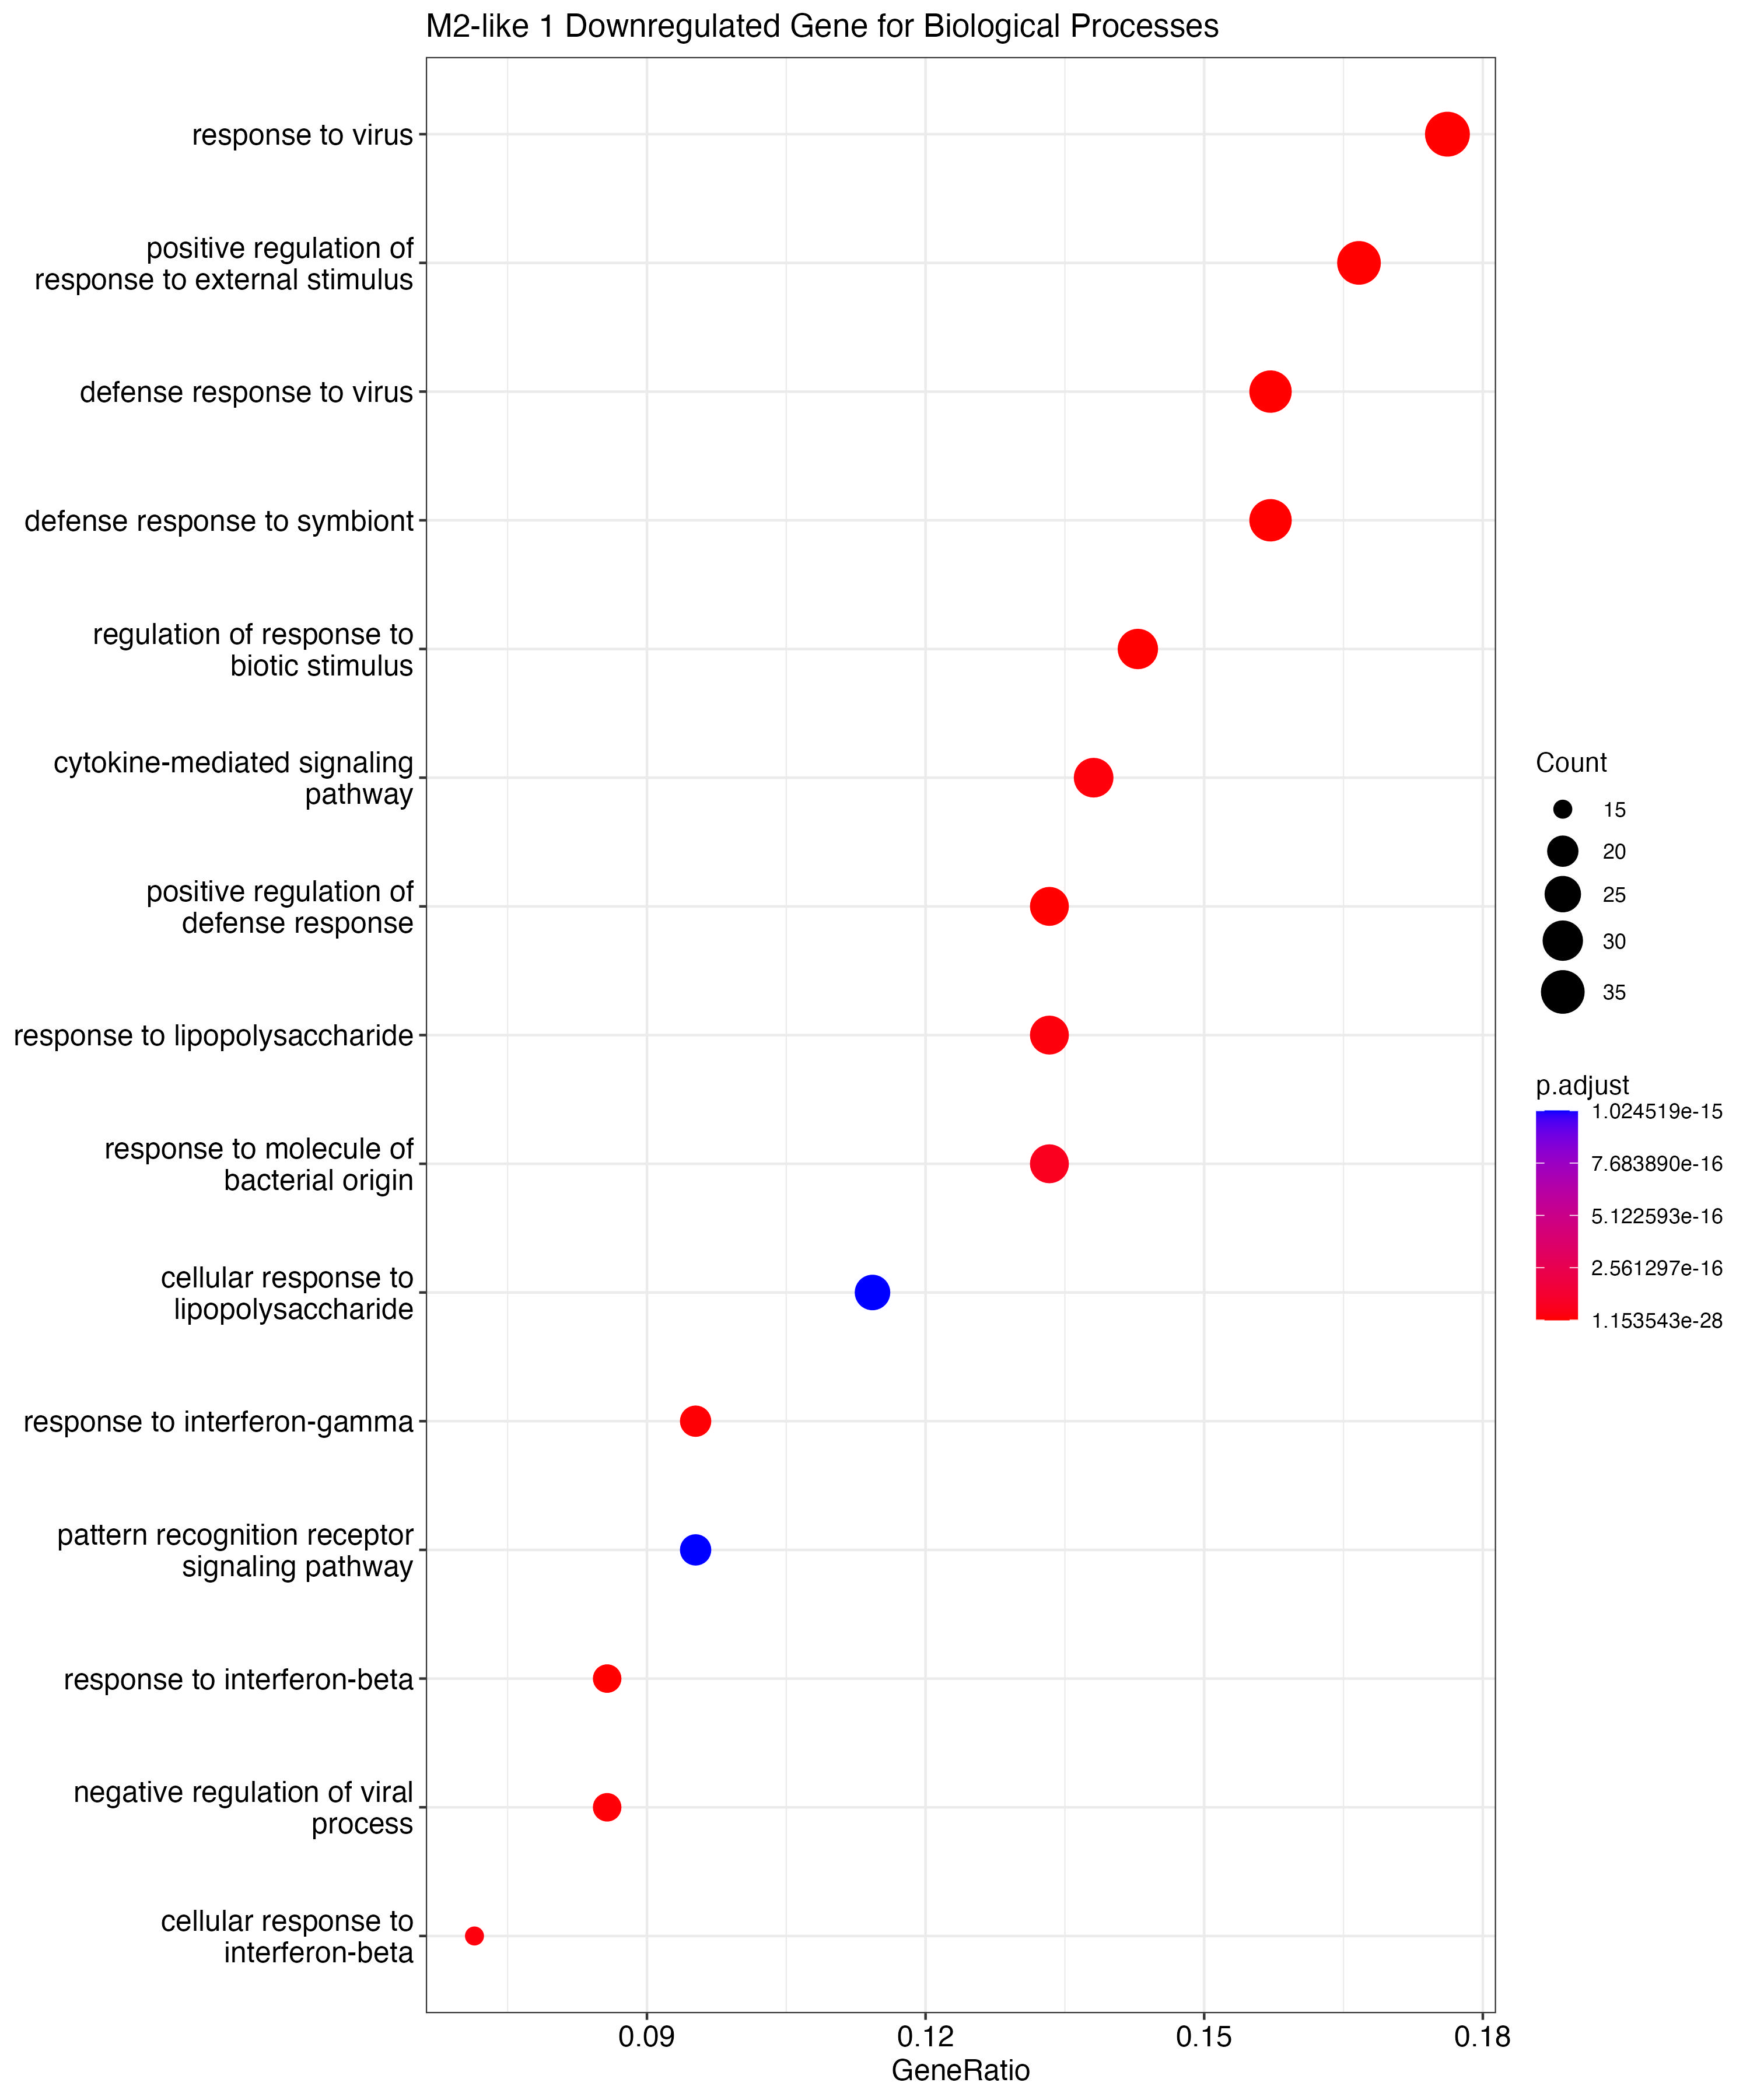 M2-like 1 Downregulated Gene for Biological Processes
response to virus
positive regulation of
response to external stimulus
defense response to virus
defense response to symbiont
regulation of response to
biotic stimulus
cytokine-mediated signaling
pathway
positive regulation of
defense response
response to lipopolysaccharide
response to molecule of
bacterial origin
cellular response to
lipopolysaccharide
response to interferon-gamma
pattern recognition receptor
signaling pathway
response to interferon-beta
negative regulation of viral
process
cellular response to
interferon-beta
0.09 0.12 0.15 0.18
GeneRatio
Count
15
20
25
30
35
p.adjust
1.024519e-15
7.683890e-16
5.122593e-16
2.561297e-16
1.153543e-28